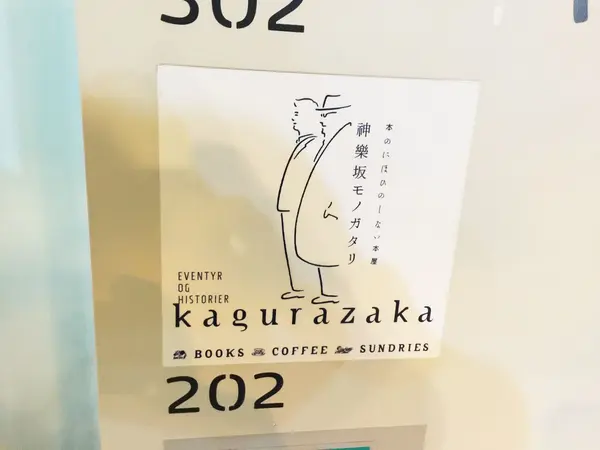 302
本のにほひのしない本屋
神樂坂モノガタリ
EVENTYR
OG
HISTORIER
kagurazaka
BOOKS COFFEE SUNDRIES
202